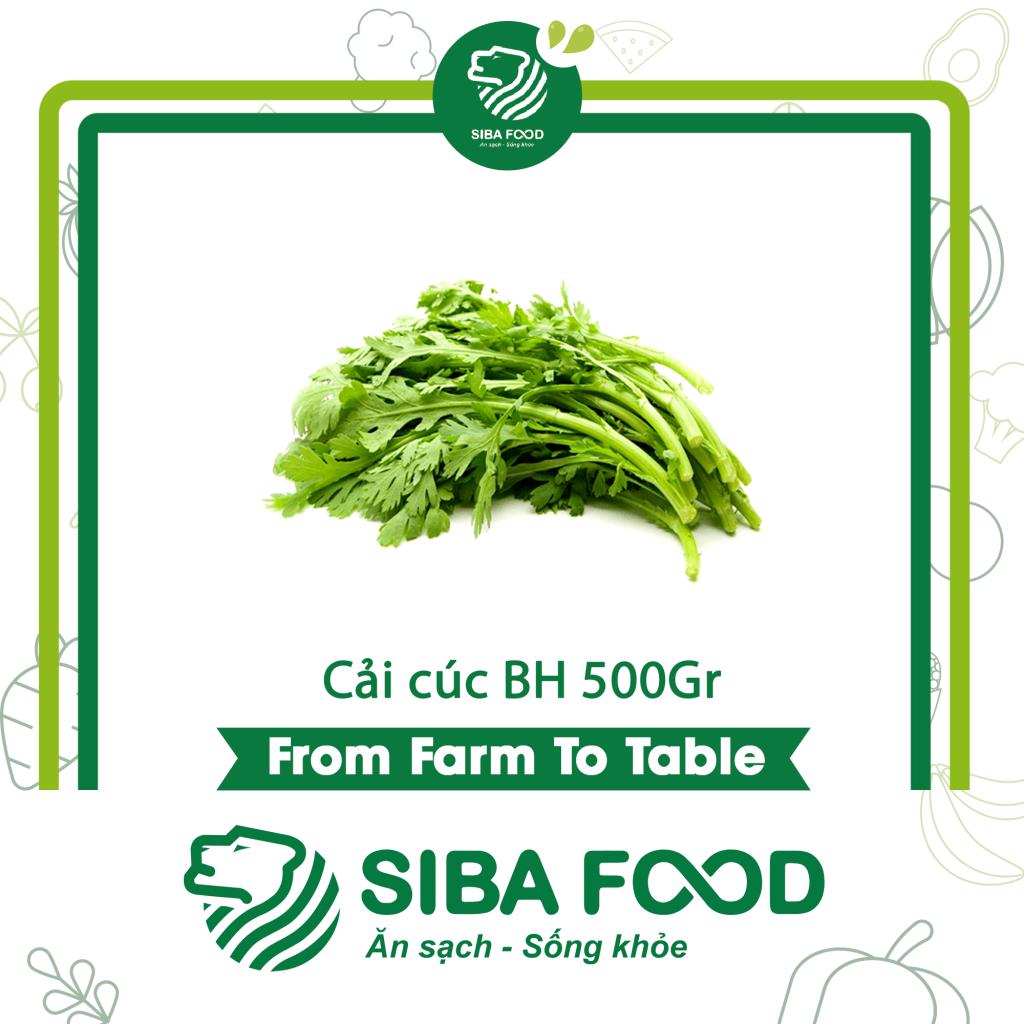 SIBA FOOD
Ăn sạch - Sống khỏe
Cải cúc BH 500Gr
From Farm To Table
SIBA FOOD
Ăn sạch - Sống khỏe